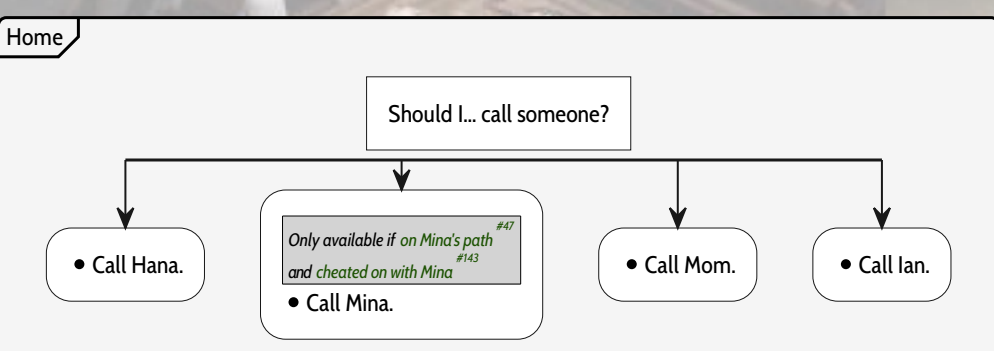 Home
Should I... call someone?
• Call Hana.
Only available if on Mina's path #47
and cheated on with Mina #143
• Call Mina.
• Call Mom.
• Call Ian.